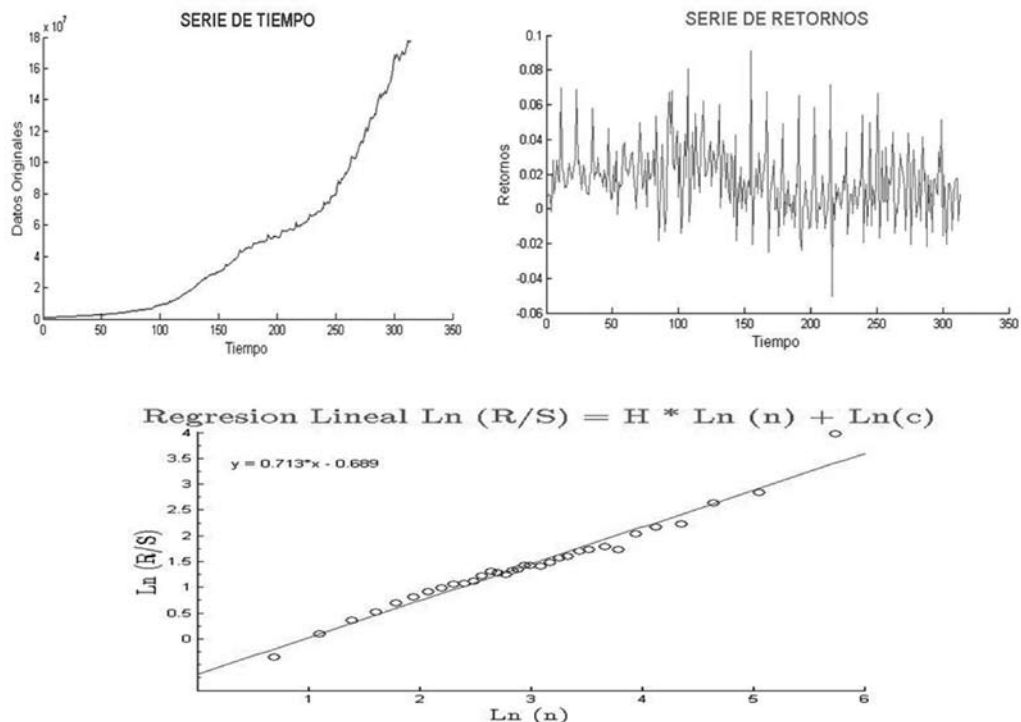 SERIE DE TIEMPO
x 10⁷
18
16
14
12
10
8
6
4
2
0
Datos Originales
0 50 100 150 200 250 300 350
Tiempo
SERIE DE RETORNOS
0.1
0.08
0.06
0.04
0.02
0
-0.02
-0.04
-0.06
Retornos
0 50 100 150 200 250 300 350
Tiempo
Regresion Lineal Ln (R/S) = H * Ln (n) + Ln(c)
y = 0.713*x - 0.689
4
3.5
3
2.5
2
1.5
1
0.5
0
Ln (R/S)
1 2 3 4 5 6
Ln (n)